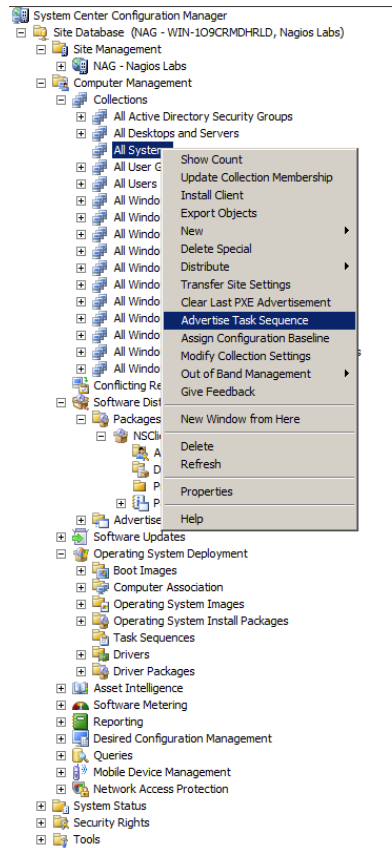 System Center Configuration Manager
Site Database (NAG - WIN-1O9CRMDHRLD, Nagios Labs)
Site Management
NAG - Nagios Labs
Computer Management
Collections
All Active Directory Security Groups
All Desktops and Servers
All Systems
All User G
All Users
All Windo
All Windo
All Windo
All Windo
All Windo
All Windo
All Windo
All Windo
All Windo
All Windo
s
All Windo
Conflicting Re
Software Dist
Packages
NSClie
A
D
P
P
Advertise
Software Updates
Operating System Deployment
Boot Images
Computer Association
Operating System Images
Operating System Install Packages
Task Sequences
Drivers
Driver Packages
Asset Intelligence
Software Metering
Reporting
Desired Configuration Management
Queries
Mobile Device Management
Network Access Protection
System Status
Security Rights
Tools
Show Count
Update Collection Membership
Install Client
Export Objects
New
Delete Special
Distribute
Transfer Site Settings
Clear Last PXE Advertisement
Advertise Task Sequence
Assign Configuration Baseline
Modify Collection Settings
Out of Band Management
Give Feedback
New Window from Here
Delete
Refresh
Properties
Help